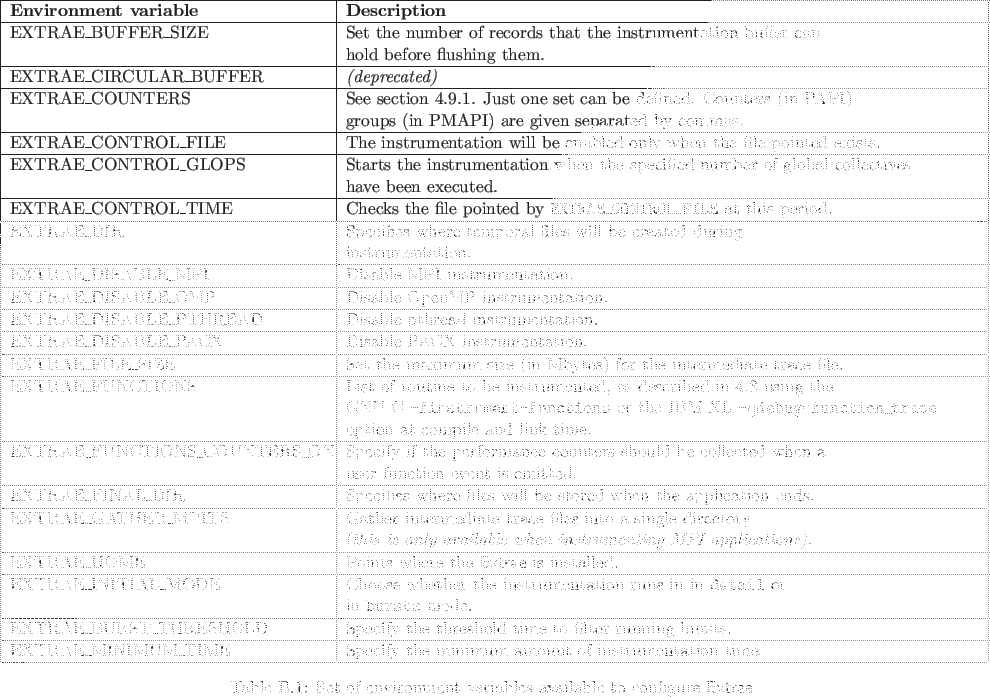 Environment variable Description
EXTRAE_BUFFER_SIZE Set the number of records that the instrumentation buffer can
hold before flushing them.
EXTRAE_CIRCULAR_BUFFER (deprecated)
EXTRAE_COUNTERS See section 4.9.1. Just one set can be defined. Counters (in PAPI)
groups (in PMAPI) are given separated by commas.
EXTRAE_CONTROL_FILE The instrumentation will be enabled only when the file pointed exists.
EXTRAE_CONTROL_GLOPS Starts the instrumentation when the specified number of global collectives
have been executed.
EXTRAE_CONTROL_TIME Checks the file pointed by EXTRAE_CONTROL_FILE at this period.
EXTRAE_DIR Specifies where temporal files will be created during
instrumentation.
EXTRAE_DISABLE_MPI Disable MPI instrumentation.
EXTRAE_DISABLE_OMP Disable OpenMP instrumentation.
EXTRAE_DISABLE_PTHREAD Disable pthread instrumentation.
EXTRAE_DISABLE_PACX Disable PACX instrumentation.
EXTRAE_FILE_SIZE Set the maximum size (in Mbytes) for the intermediate trace file.
EXTRAE_FUNCTIONS List of routine to be instrumented, as described in 4.3 using the
GNU C -finstrument-functions or the IBM XL -qdebug=function_trace
option at compile and link time.
EXTRAE_FUNCTIONS_COUNTERS_ON Specify if the performance counters should be collected when a
user function event is emitted.
EXTRAE_FINAL_DIR Specifies where files will be stored when the application ends.
EXTRAE_GATHER_MPITS Gather intermediate trace files into a single directory
(this is only available when instrumenting MPI applications).
EXTRAE_HOME Points where the Extrae is installed.
EXTRAE_INITIAL_MODE Choose whether the instrumentation runs in in detail or
in bursts mode.
EXTRAE_BURST_THRESHOLD Specify the threshold time to filter running bursts.
EXTRAE_MINIMUM_TIME Specify the minimum amount of instrumentation time.
Table B.1: Set of environment variables available to configure Extrae